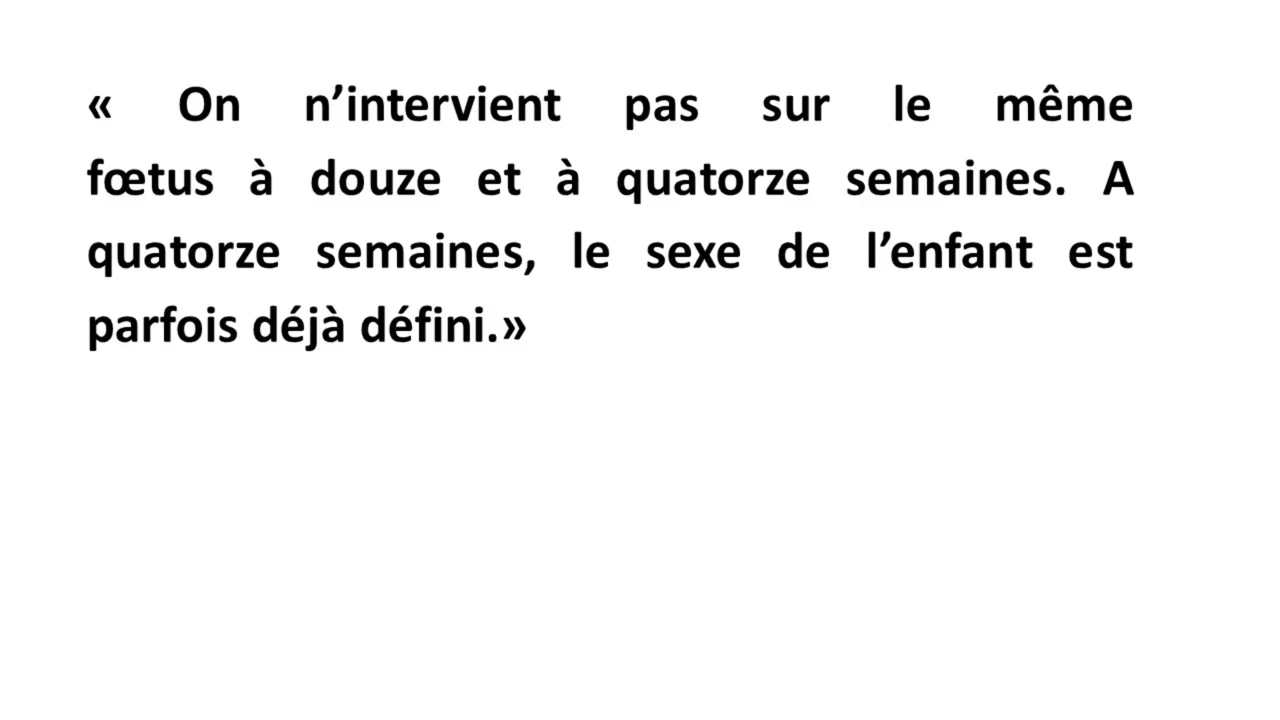 « On n’intervient pas sur le même
fœtus à douze et à quatorze semaines. A
quatorze semaines, le sexe de l’enfant est
parfois déjà défini.»